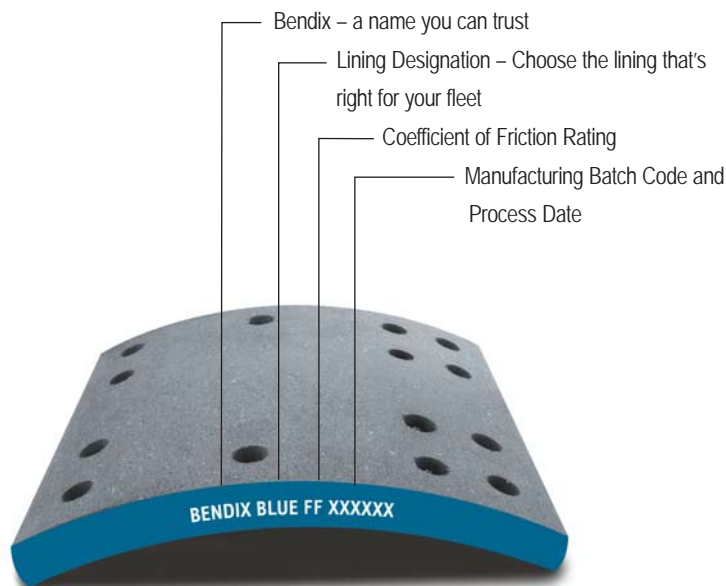 Bendix – a name you can trust
Lining Designation – Choose the lining that's
right for your fleet
Coefficient of Friction Rating
Manufacturing Batch Code and
Process Date
BENDIX BLUE FF XXXXXX